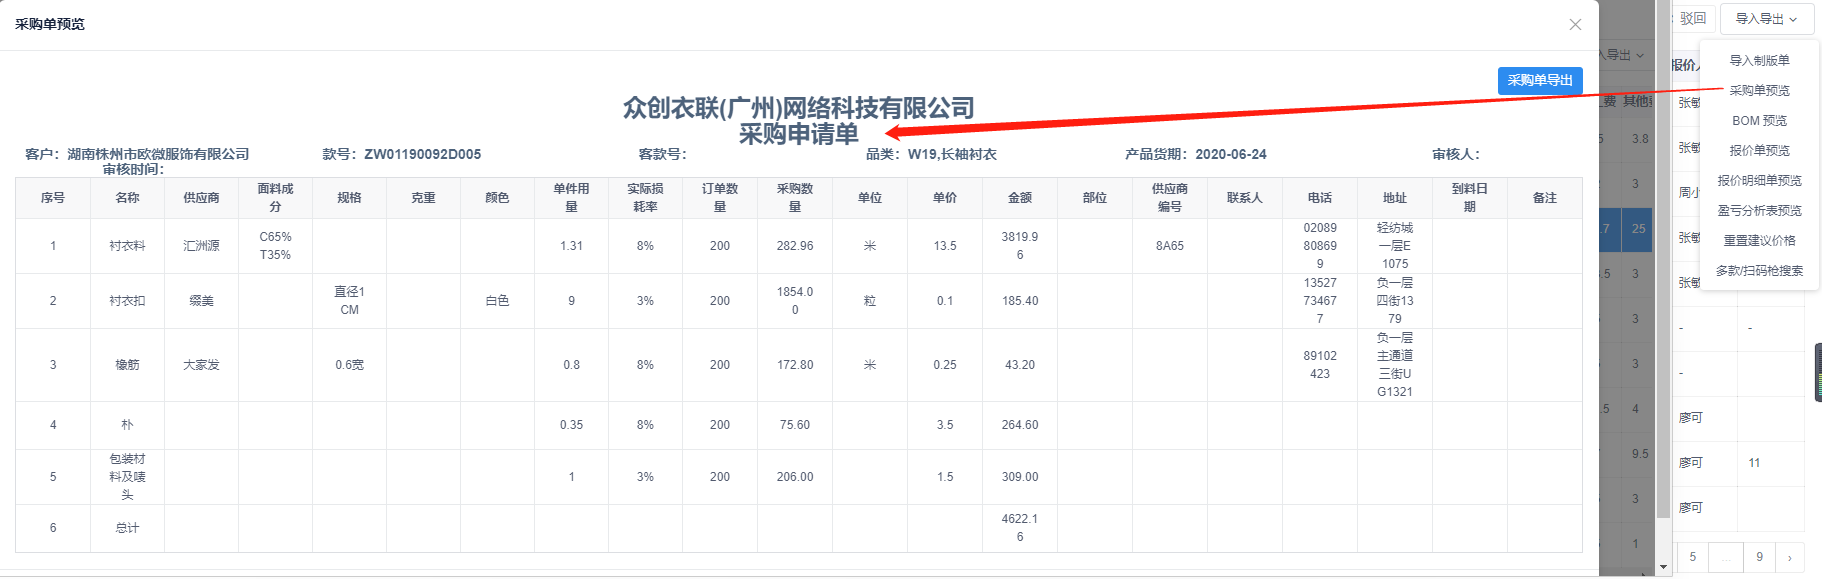 采购单预览
采购单导出
众创衣联(广州)网络科技有限公司
采购申请单
客户: 湖南株州市欧微服饰有限公司 款号: ZW01190092D005 客款号: 品类: W19,长袖衬衣 产品货期: 2020-06-24 审核人:
审核时间:
序号 名称 供应商 面料成分 规格 克重 颜色 单件用量 实际损耗率 订单数量 采购数量 单位 单价 金额 部位 供应商编号 联系人 电话 地址 到料日期 备注
1 衬衣料 汇洲源 C65%T35% 1.31 8% 200 282.96 米 13.5 3819.96 8A65 02089808699 轻纺城一层E1075
2 衬衣扣 缀美 直径1CM 白色 9 3% 200 1854.00 粒 0.1 185.40 13527734677 负一层四街1379
3 橡筋 大家发 0.6宽 0.8 8% 200 172.80 米 0.25 43.20 89102423 负一层主通道三街UG1321
4 朴 0.35 8% 200 75.60 3.5 264.60
5 包装材料及唛头 1 3% 200 206.00 1.5 309.00
6 总计 4622.16
入导出
费 其他
5 3.8
3
.7 25
.5 3
3
3
.5 4
9.5
3
1
驳回 导入导出
报价
导入制版单
采购单预览
BOM 预览
报价单预览
报价明细单预览
盈亏分析表预览
重置建议价格
多款/扫码枪搜索
张敏
张敏
周小
张敏
张敏
- -
-
廖可
廖可 11
廖可
5 ... 9 ›